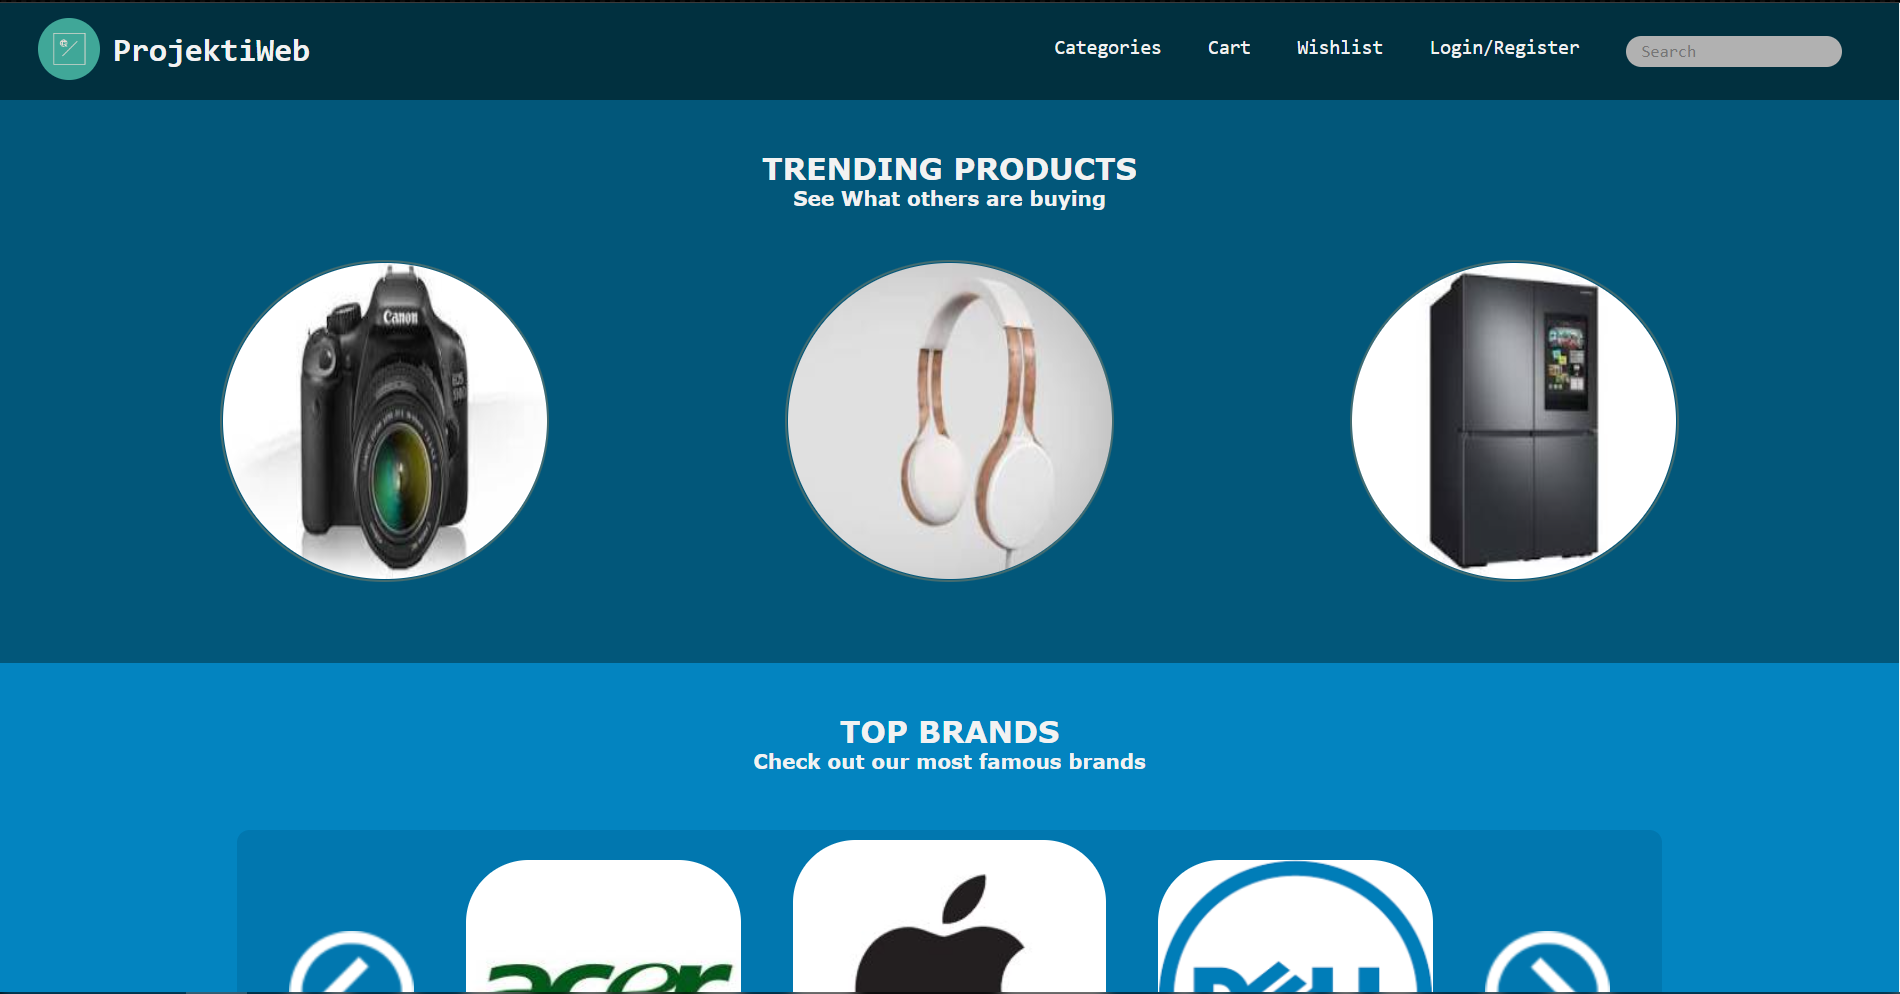 ProjektiWeb
Categories
Cart
Wishlist
Login/Register
Search
TRENDING PRODUCTS
See What others are buying
Canon
EOS
TOP BRANDS
Check out our most famous brands
acer
DELL